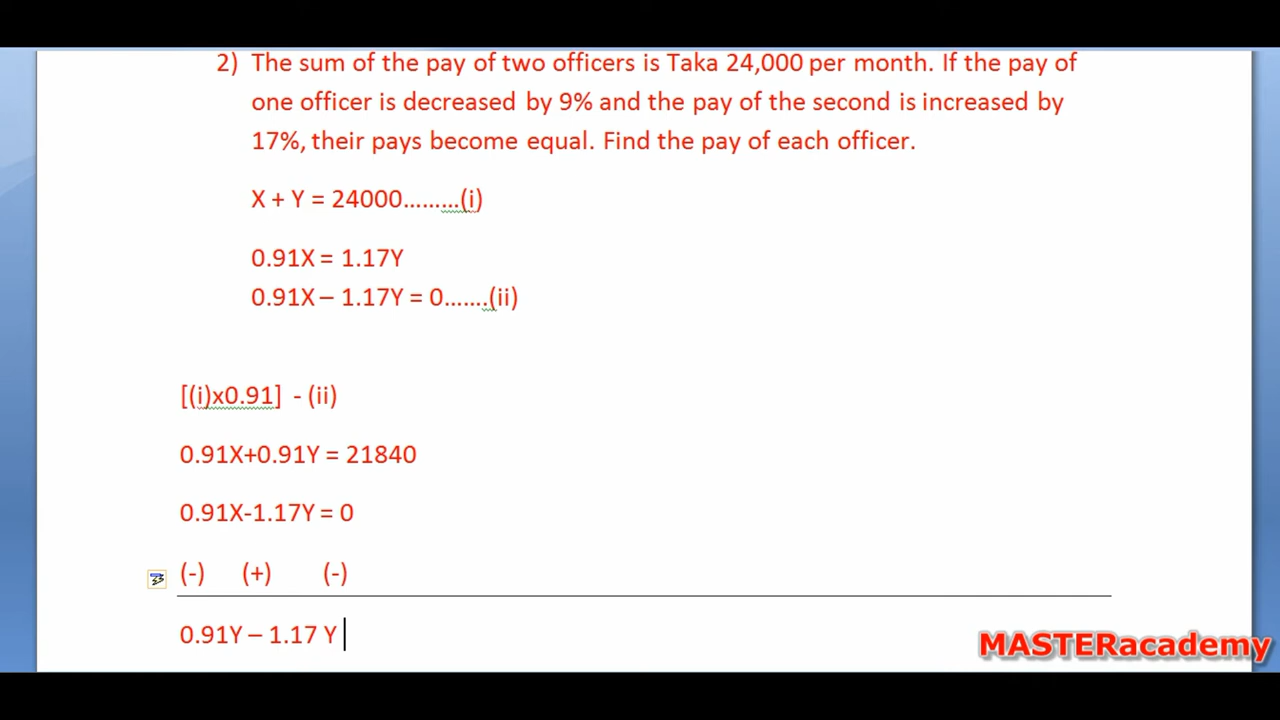 2) The sum of the pay of two officers is Taka 24,000 per month. If the pay of
one officer is decreased by 9% and the pay of the second is increased by
17%, their pays become equal. Find the pay of each officer.
X + Y = 24000.........(i)
0.91X = 1.17Y
0.91X – 1.17Y = 0.......(ii)
[(i)x0.91] - (ii)
0.91X+0.91Y = 21840
0.91X-1.17Y = 0
(-) (+) (-)
0.91Y – 1.17 Y
MASTERacademy